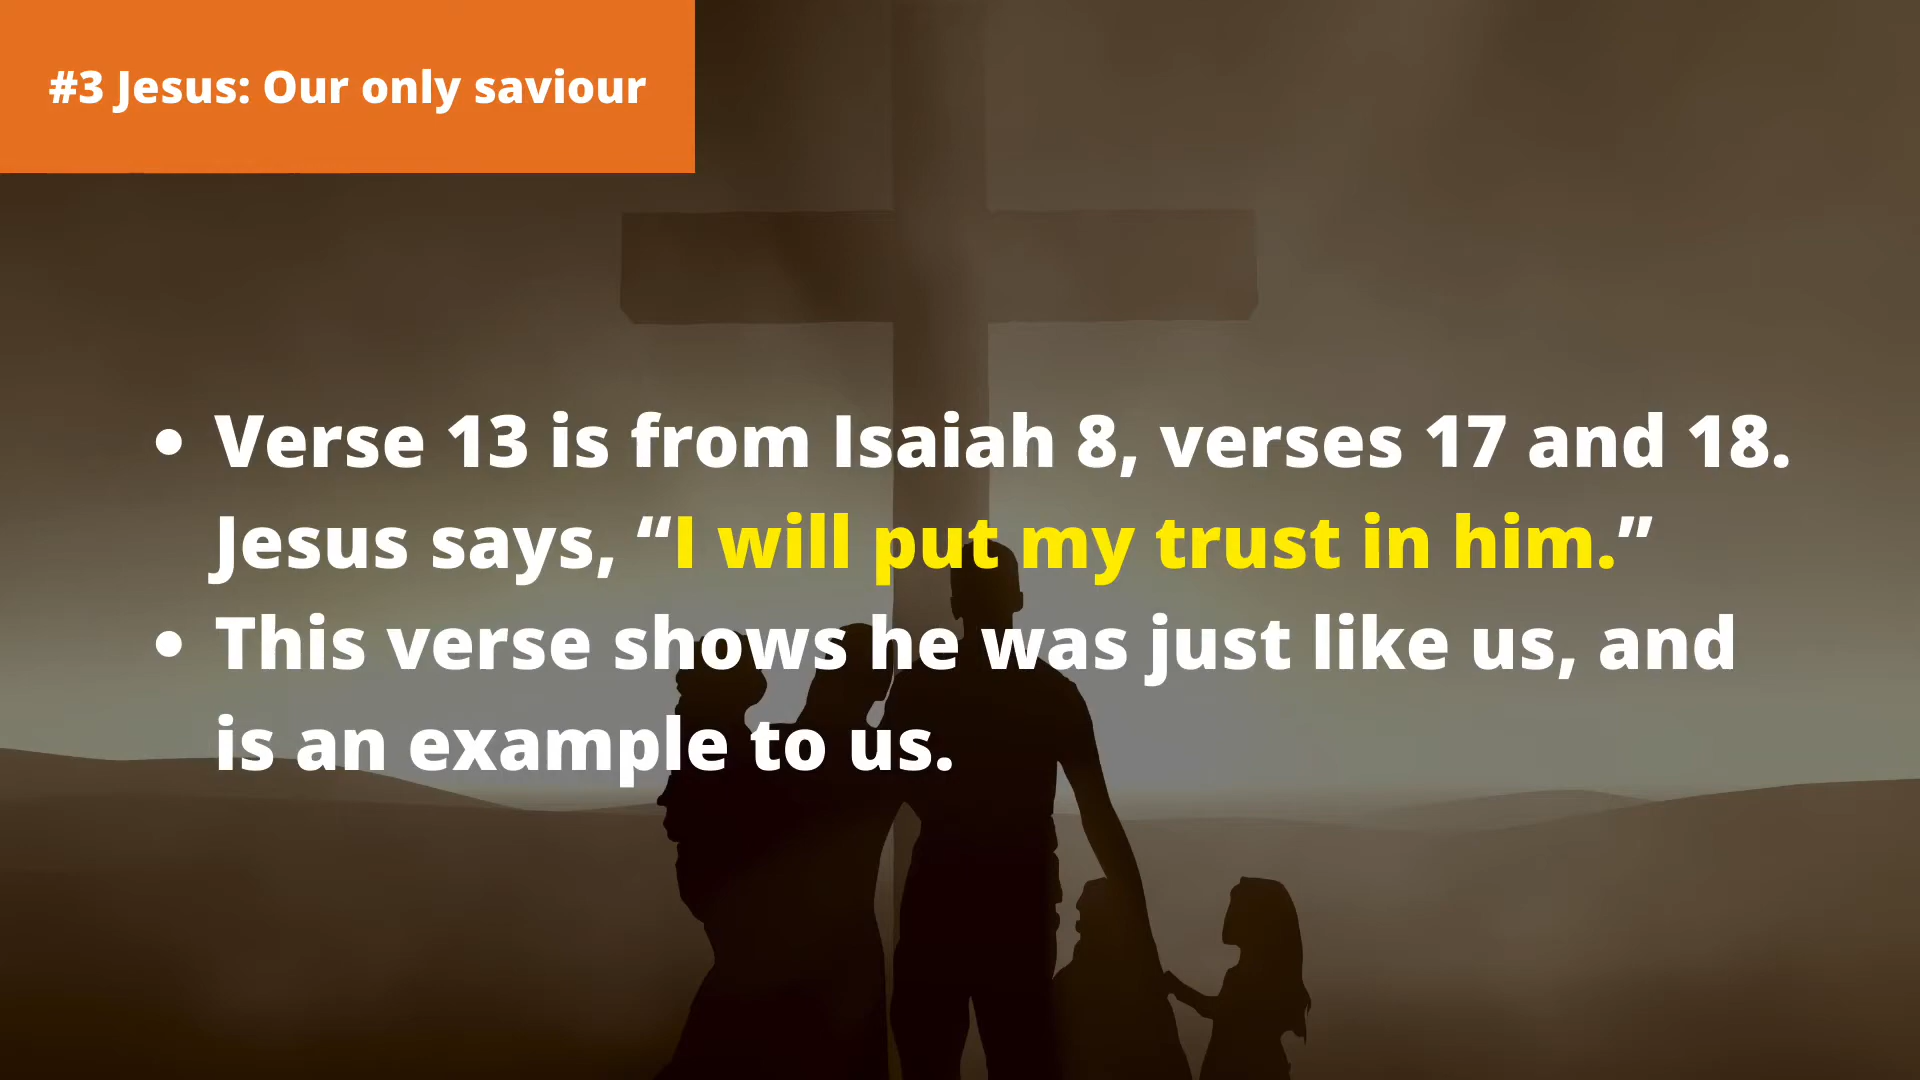 #3 Jesus: Our only saviour
• Verse 13 is from Isaiah 8, verses 17 and 18.
Jesus says, “I will put my trust in him.”
• This verse shows he was just like us, and
is an example to us.